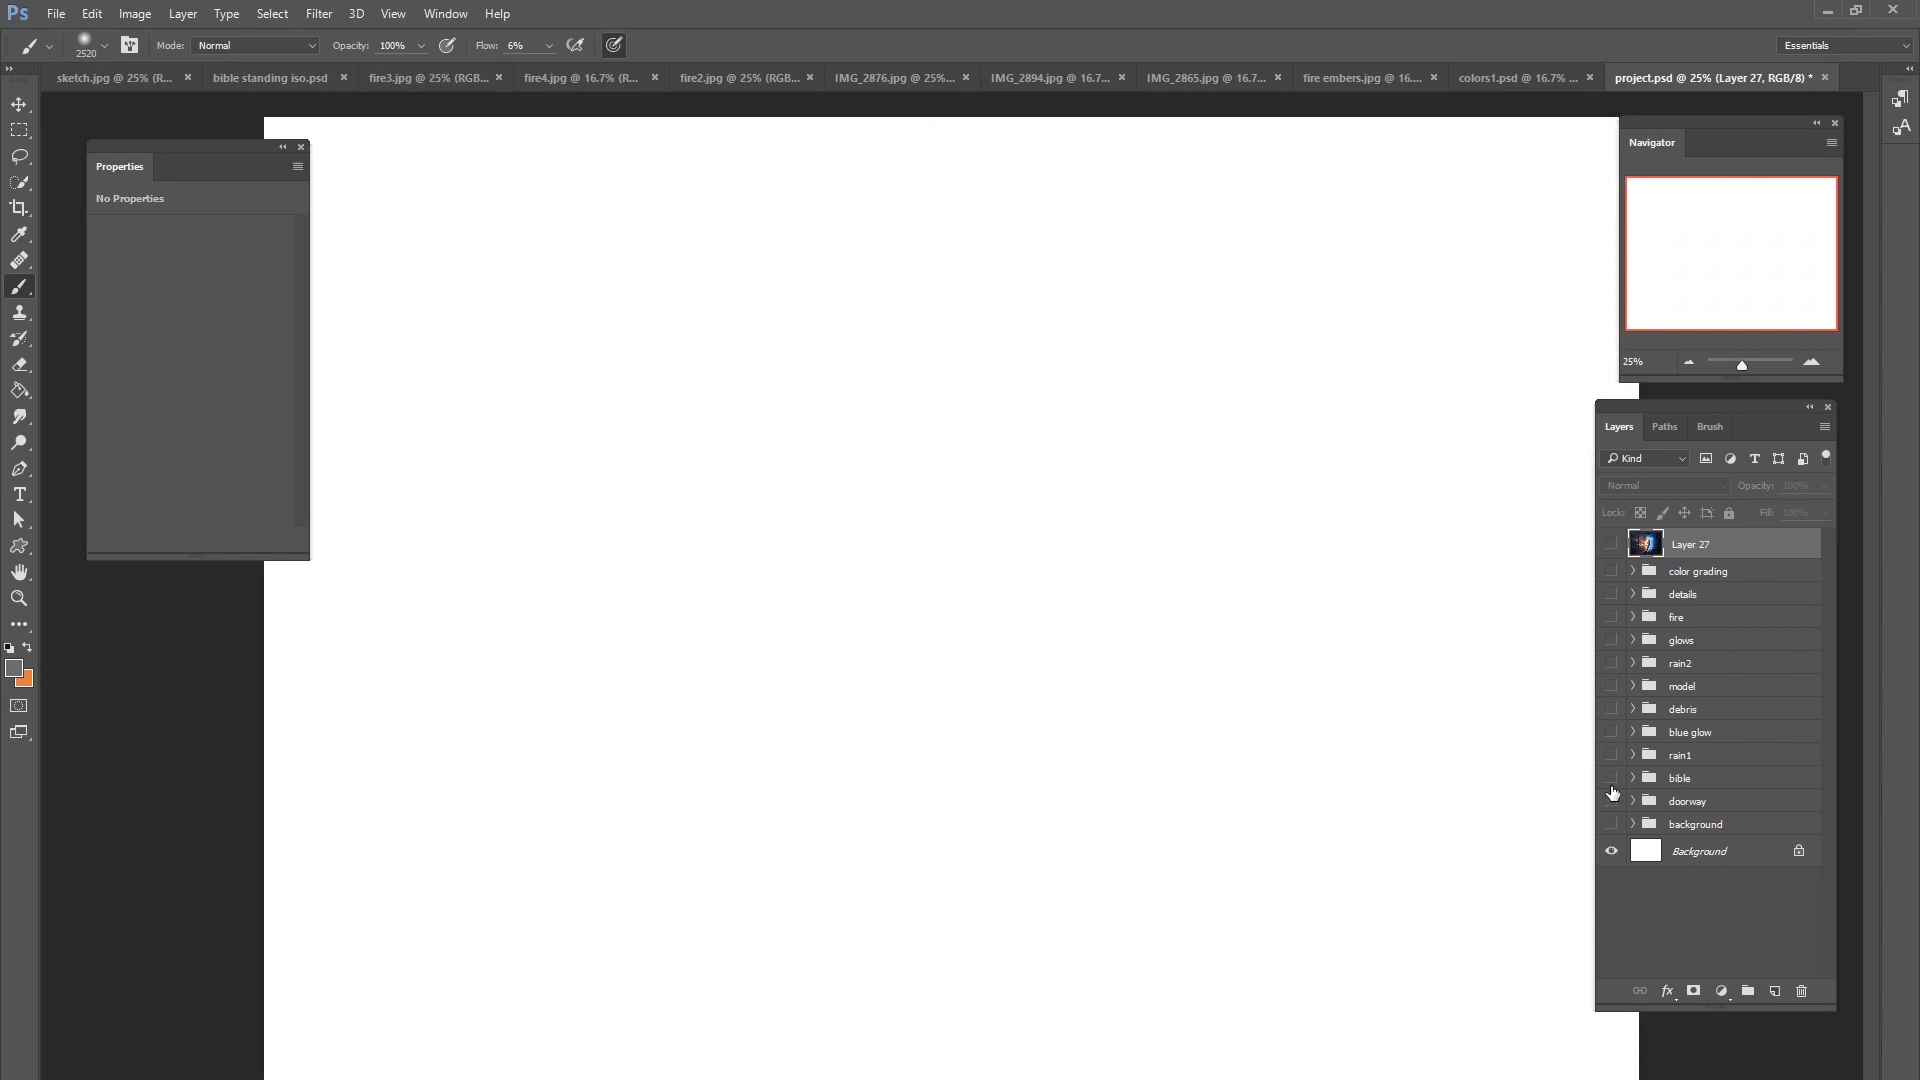 Ps File Edit Image Layer Type Select Filter 3D View Window Help
2520 Mode: Normal Opacity: 100% Flow: 6% Essentials
sketch.jpg @ 25% (R... bible standing iso.psd fire3.jpg @ 25% (RGB... fire4.jpg @ 16.7% (R... fire2.jpg @ 25% (RGB... IMG_2876.jpg @ 25%... IMG_2894.jpg @ 16.7... IMG_2865.jpg @ 16.7... fire embers.jpg @ 16.... colors1.psd @ 16.7% ... project.psd @ 25% (Layer 27, RGB/8) *
Properties
No Properties
Navigator
25%
Layers Paths Brush
Kind
Normal Opacity: 100%
Lock: Fill: 100%
Layer 27
color grading
details
fire
glows
rain2
model
debris
blue glow
rain1
bible
doorway
background
Background
fx